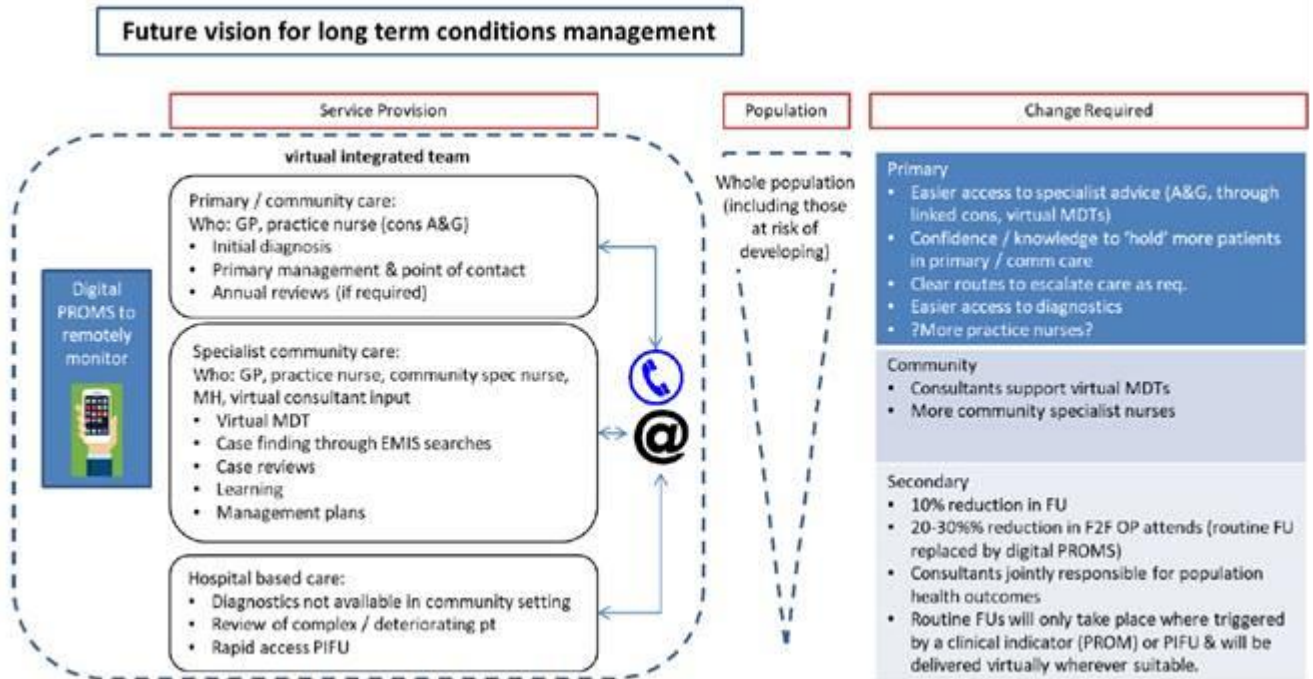 Future vision for long term conditions management
Service Provision
Population
Change Required
virtual integrated team
Digital
PROMS to
remotely
monitor
Primary / community care:
Who: GP, practice nurse (cons A&G)
• Initial diagnosis
• Primary management & point of contact
• Annual reviews (if required)
Specialist community care:
Who: GP, practice nurse, community spec nurse,
MH, virtual consultant input
• Virtual MDT
• Case finding through EMIS searches
• Case reviews
• Learning
• Management plans
Hospital based care:
• Diagnostics not available in community setting
• Review of complex / deteriorating pt
• Rapid access PIFU
@
Whole population
(including those
at risk of
developing)
Primary
• Easier access to specialist advice (A&G, through
linked cons, virtual MDTs)
• Confidence / knowledge to 'hold' more patients
in primary / comm care
• Clear routes to escalate care as req.
• Easier access to diagnostics
• ?More practice nurses?
Community
• Consultants support virtual MDTs
• More community specialist nurses
Secondary
• 10% reduction in FU
• 20-30%% reduction in F2F OP attends (routine FU
replaced by digital PROMS)
• Consultants jointly responsible for population
health outcomes
• Routine FUs will only take place where triggered
by a clinical indicator (PROM) or PIFU & will be
delivered virtually wherever suitable.